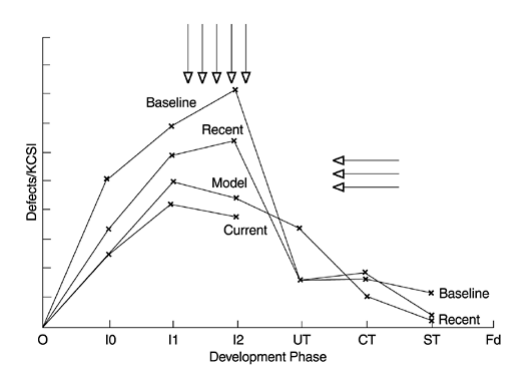 Baseline
Recent
Model
Current
Defects/KCSI
Baseline
Recent
O I0 I1 I2 UT CT ST Fd
Development Phase